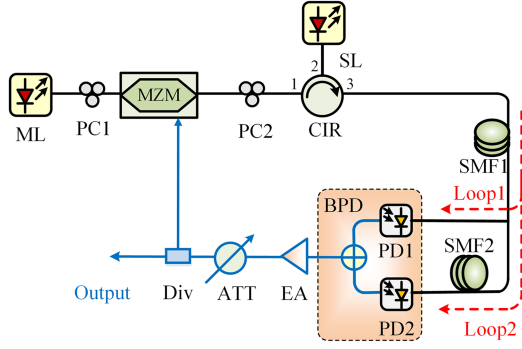 SL
2
1
3
MZM
ML
PC1
PC2
CIR
SMF1
Loop1
BPD
PD1
SMF2
Output
Div
ATT
EA
PD2
Loop2